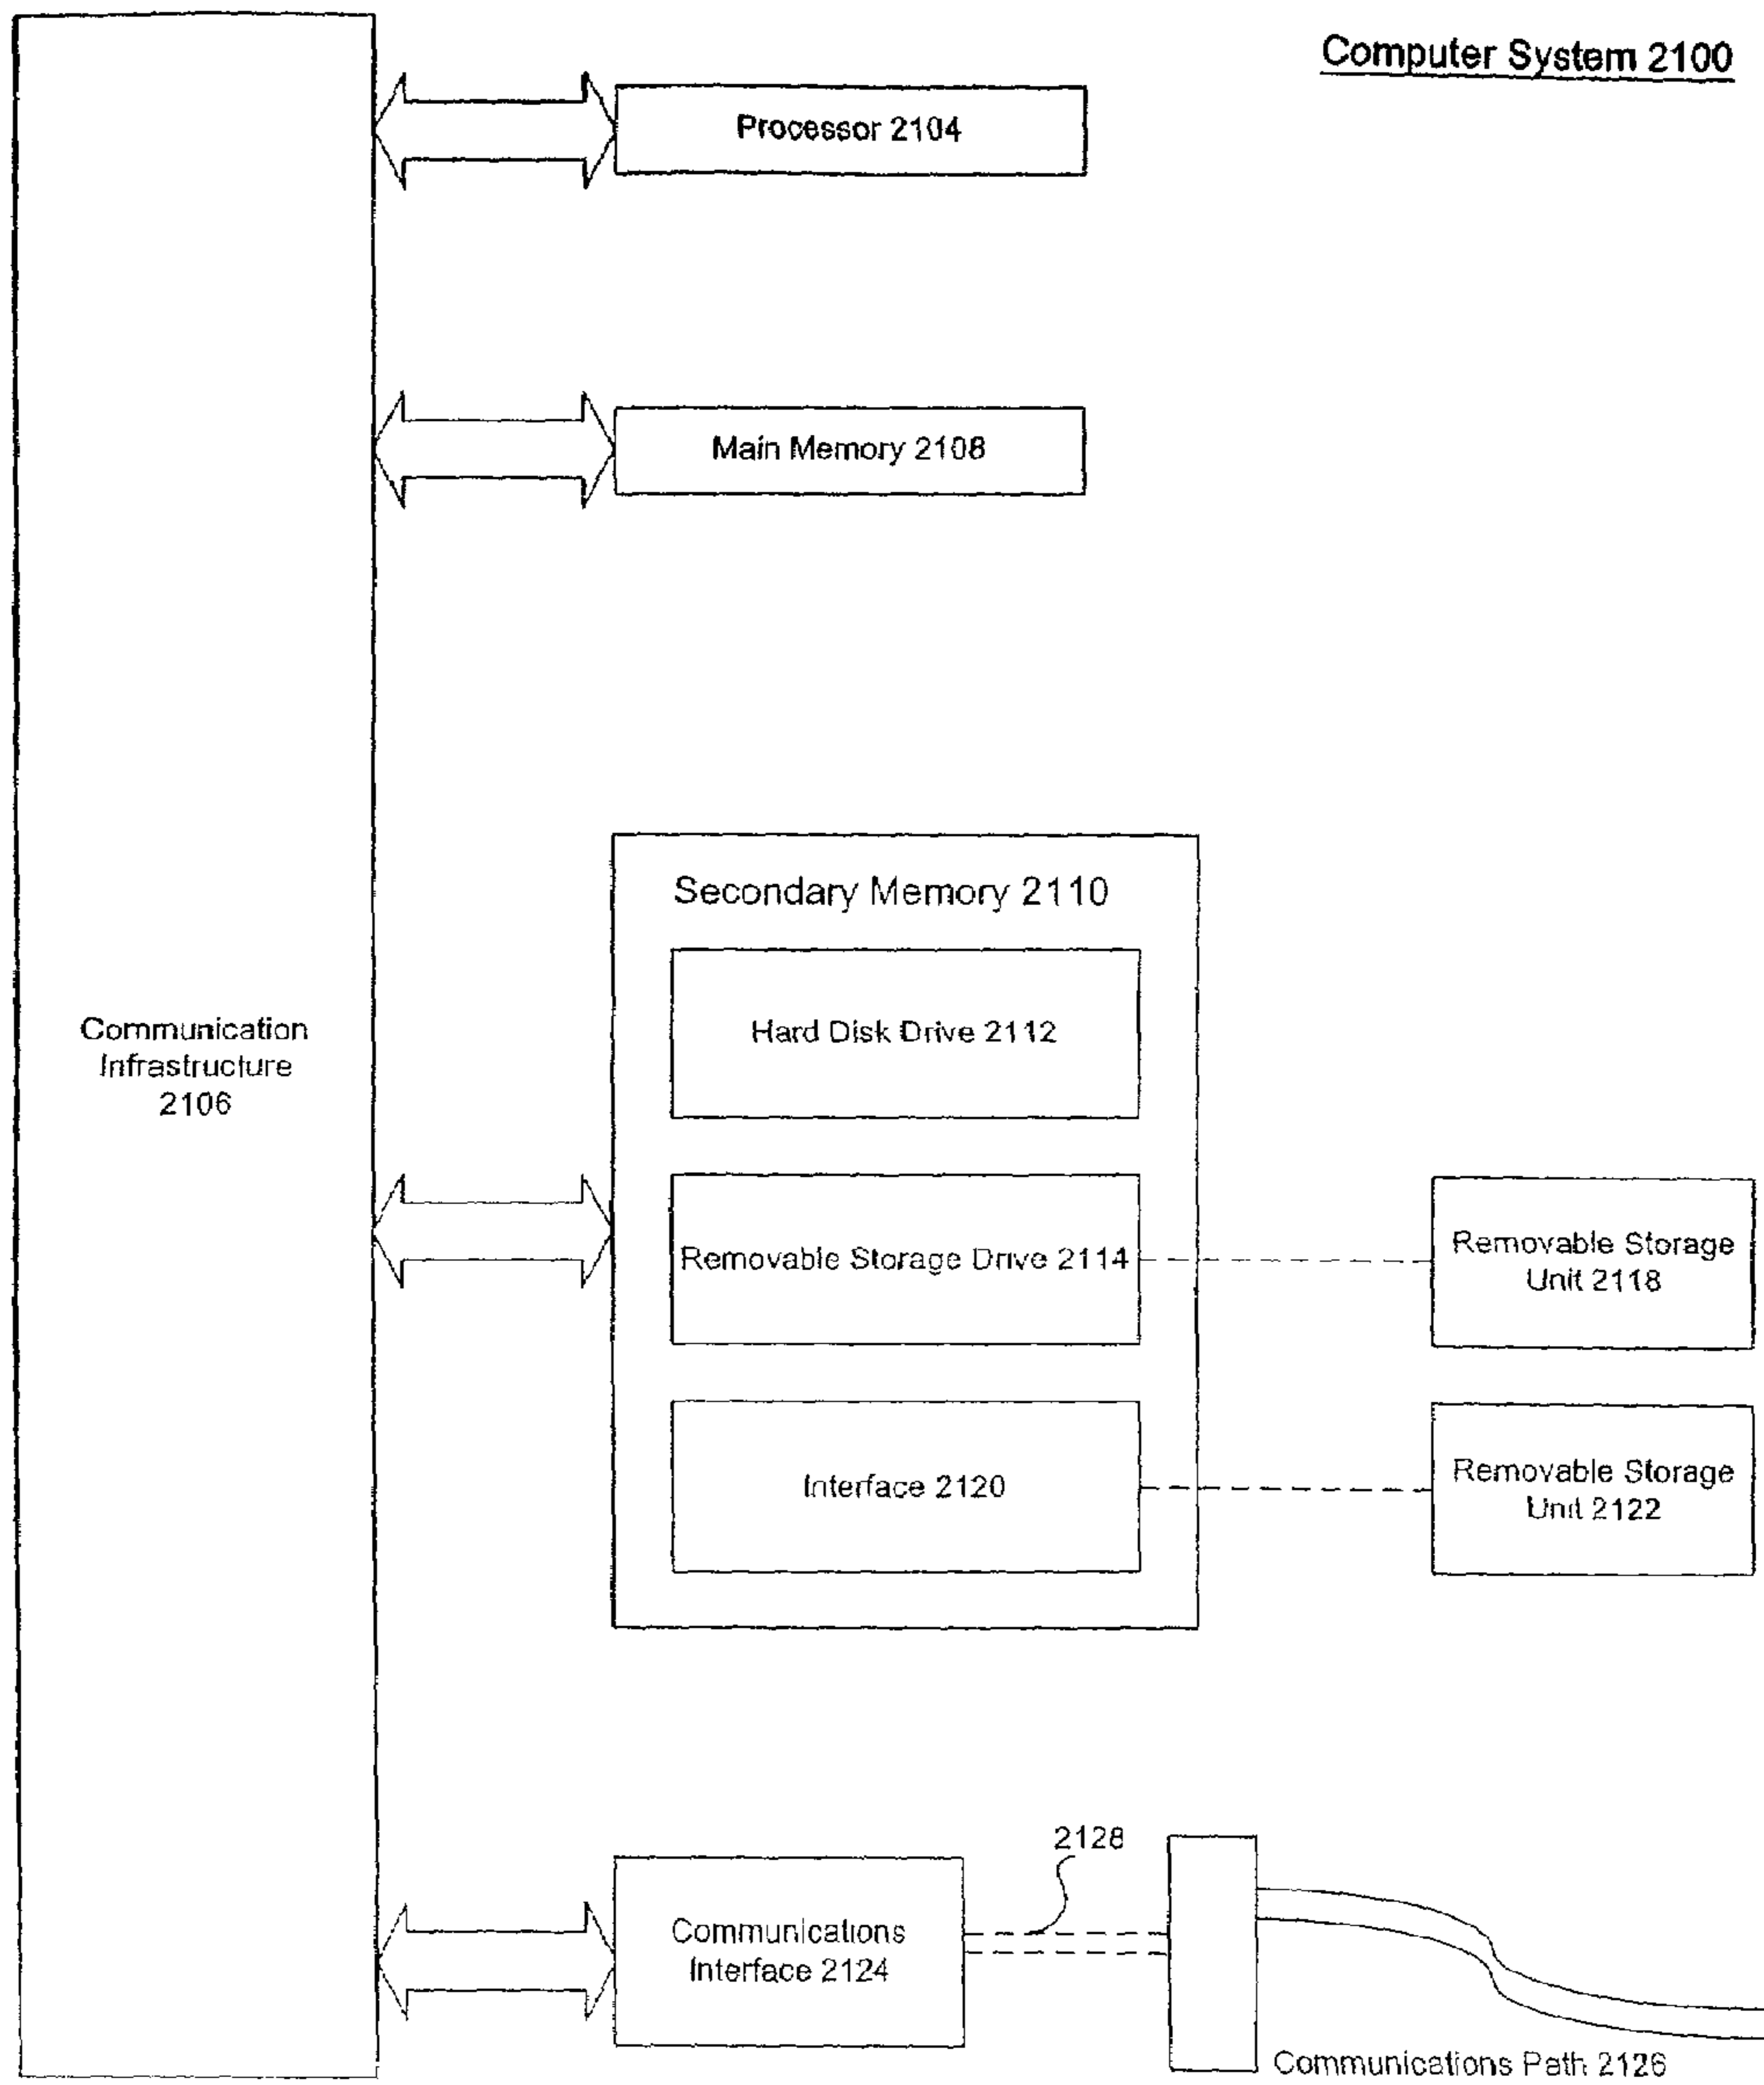 Computer System 2100
Processor 2104
Main Memory 2108
Secondary Memory 2110
Hard Disk Drive 2112
Communication
Infrastructure
2106
Removable Storage Drive 2114
Removable Storage
Unit 2118
Interface 2120
Removable Storage
Unit 2122
2128
Communications
Interface 2124
Communications Path 2126